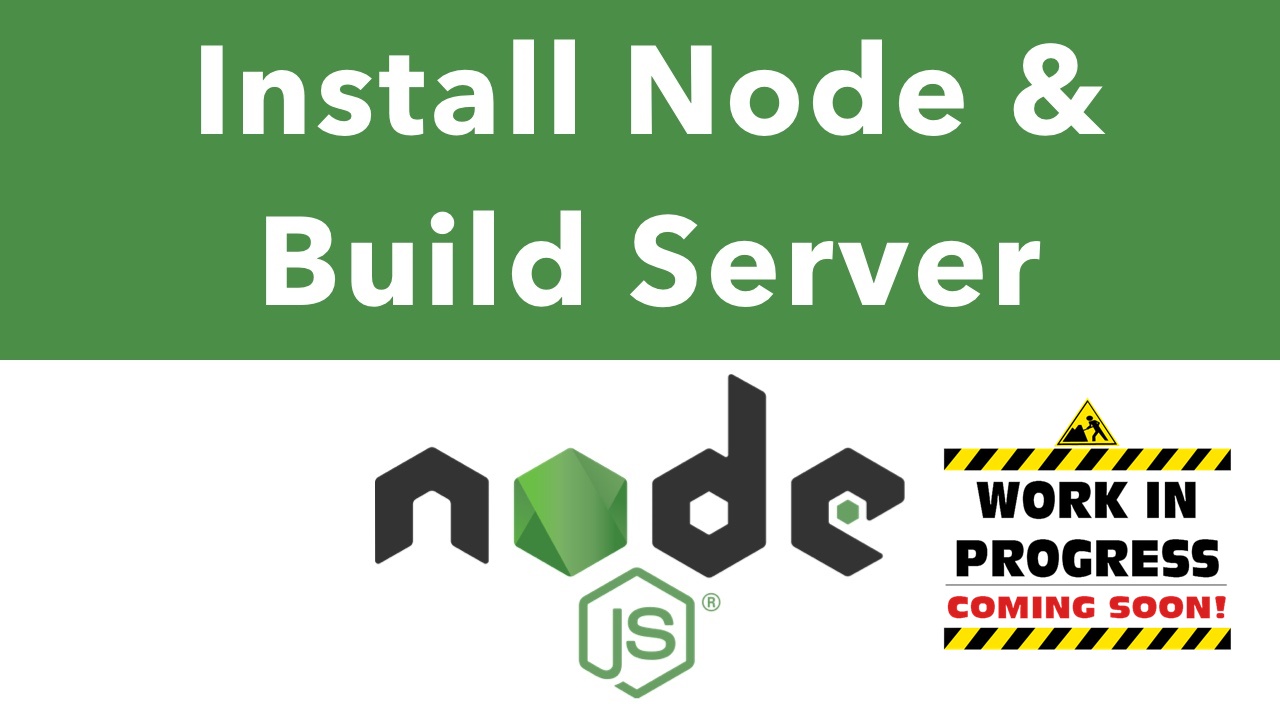 Install Node &
Build Server
node
JS ®
WORK IN
PROGRESS
COMING SOON!